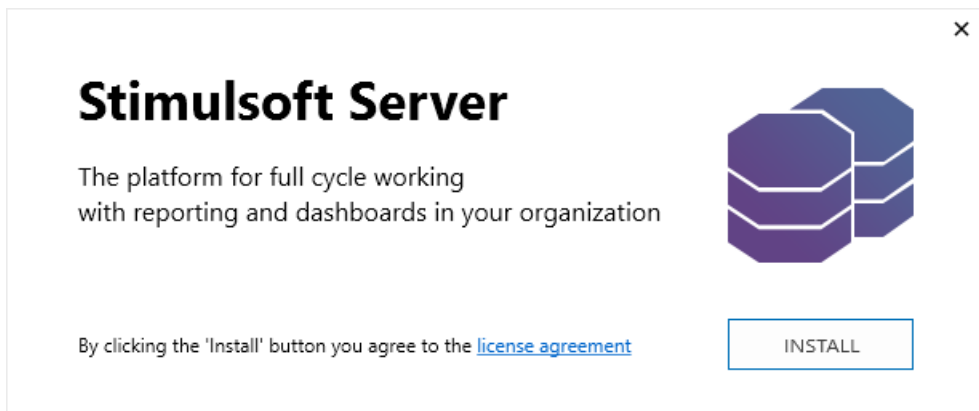 Stimulsoft Server
The platform for full cycle working
with reporting and dashboards in your organization
By clicking the 'Install' button you agree to the license agreement
INSTALL